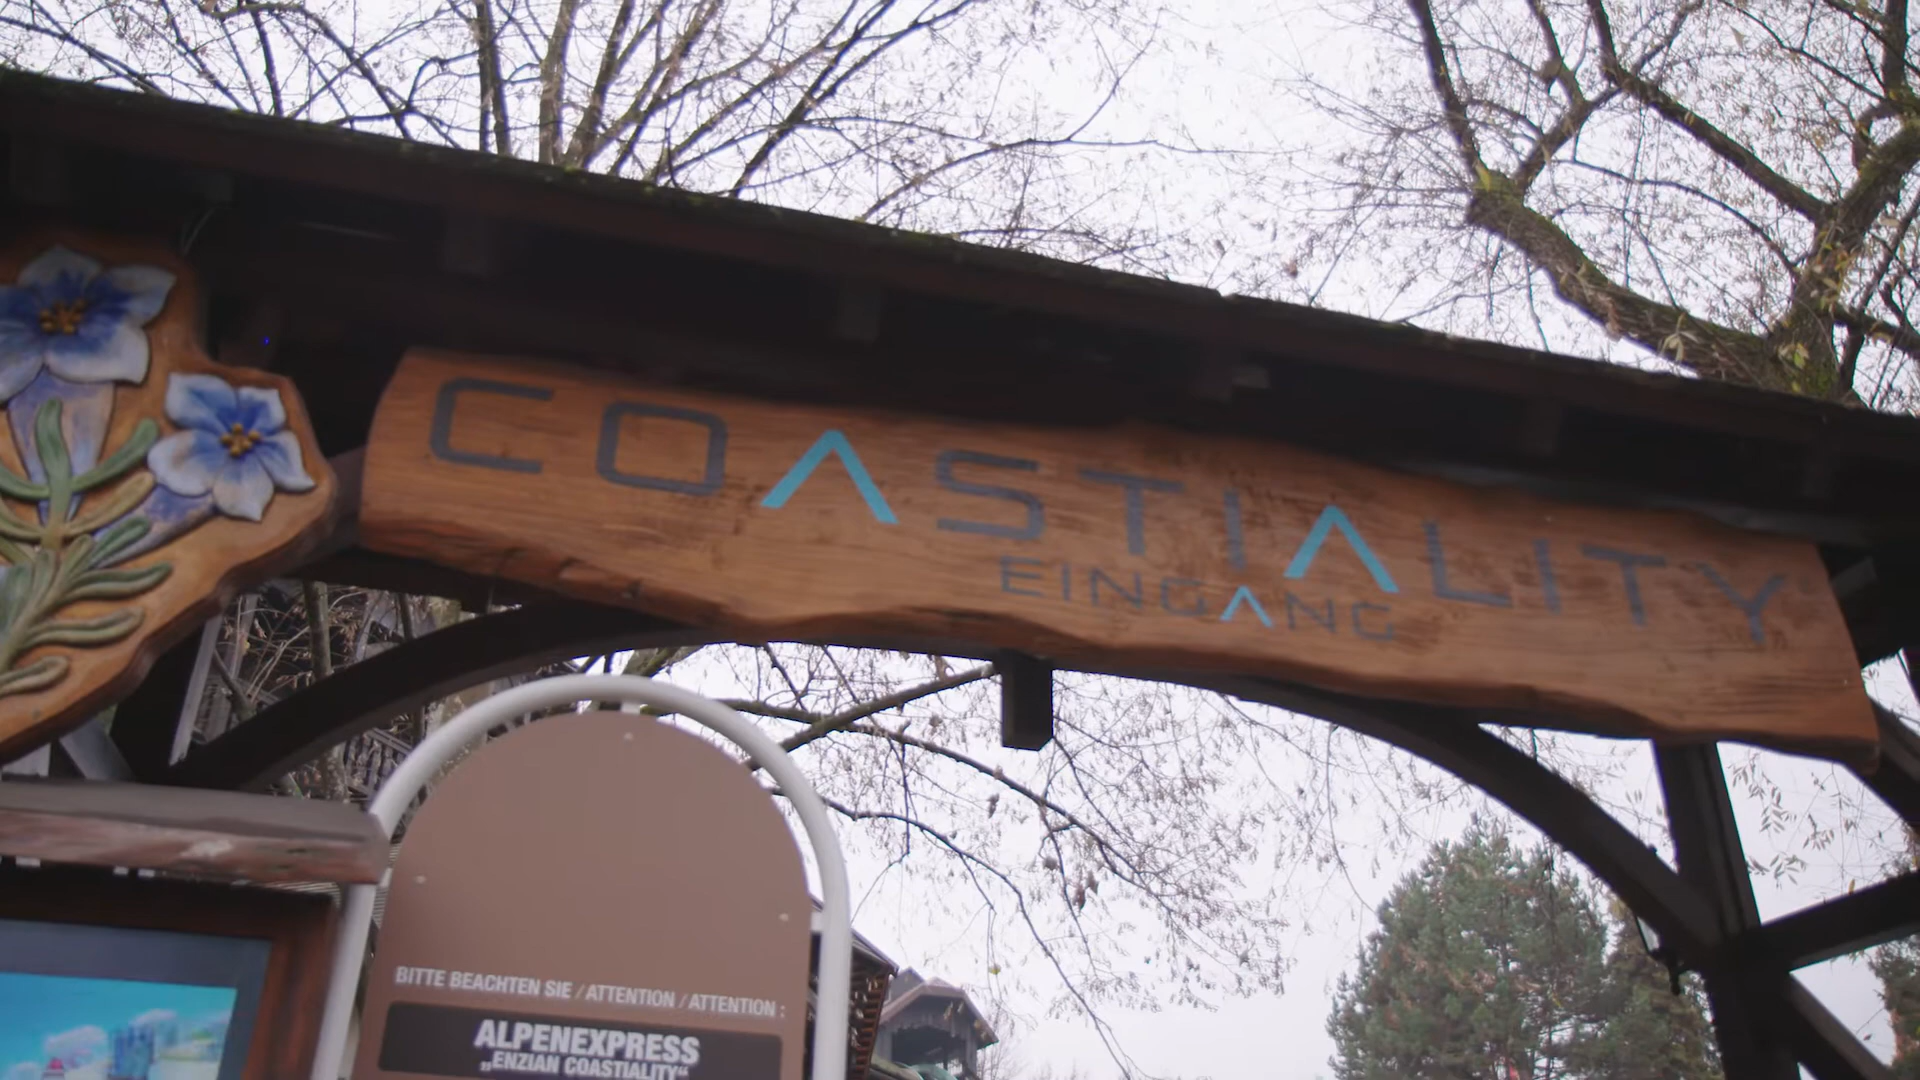 COASTIALITY
EINGANG
BITTE BEACHTEN SIE / ATTENTION / ATTENTION :
ALPENEXPRESS
„ENZIAN COASTIALITY“